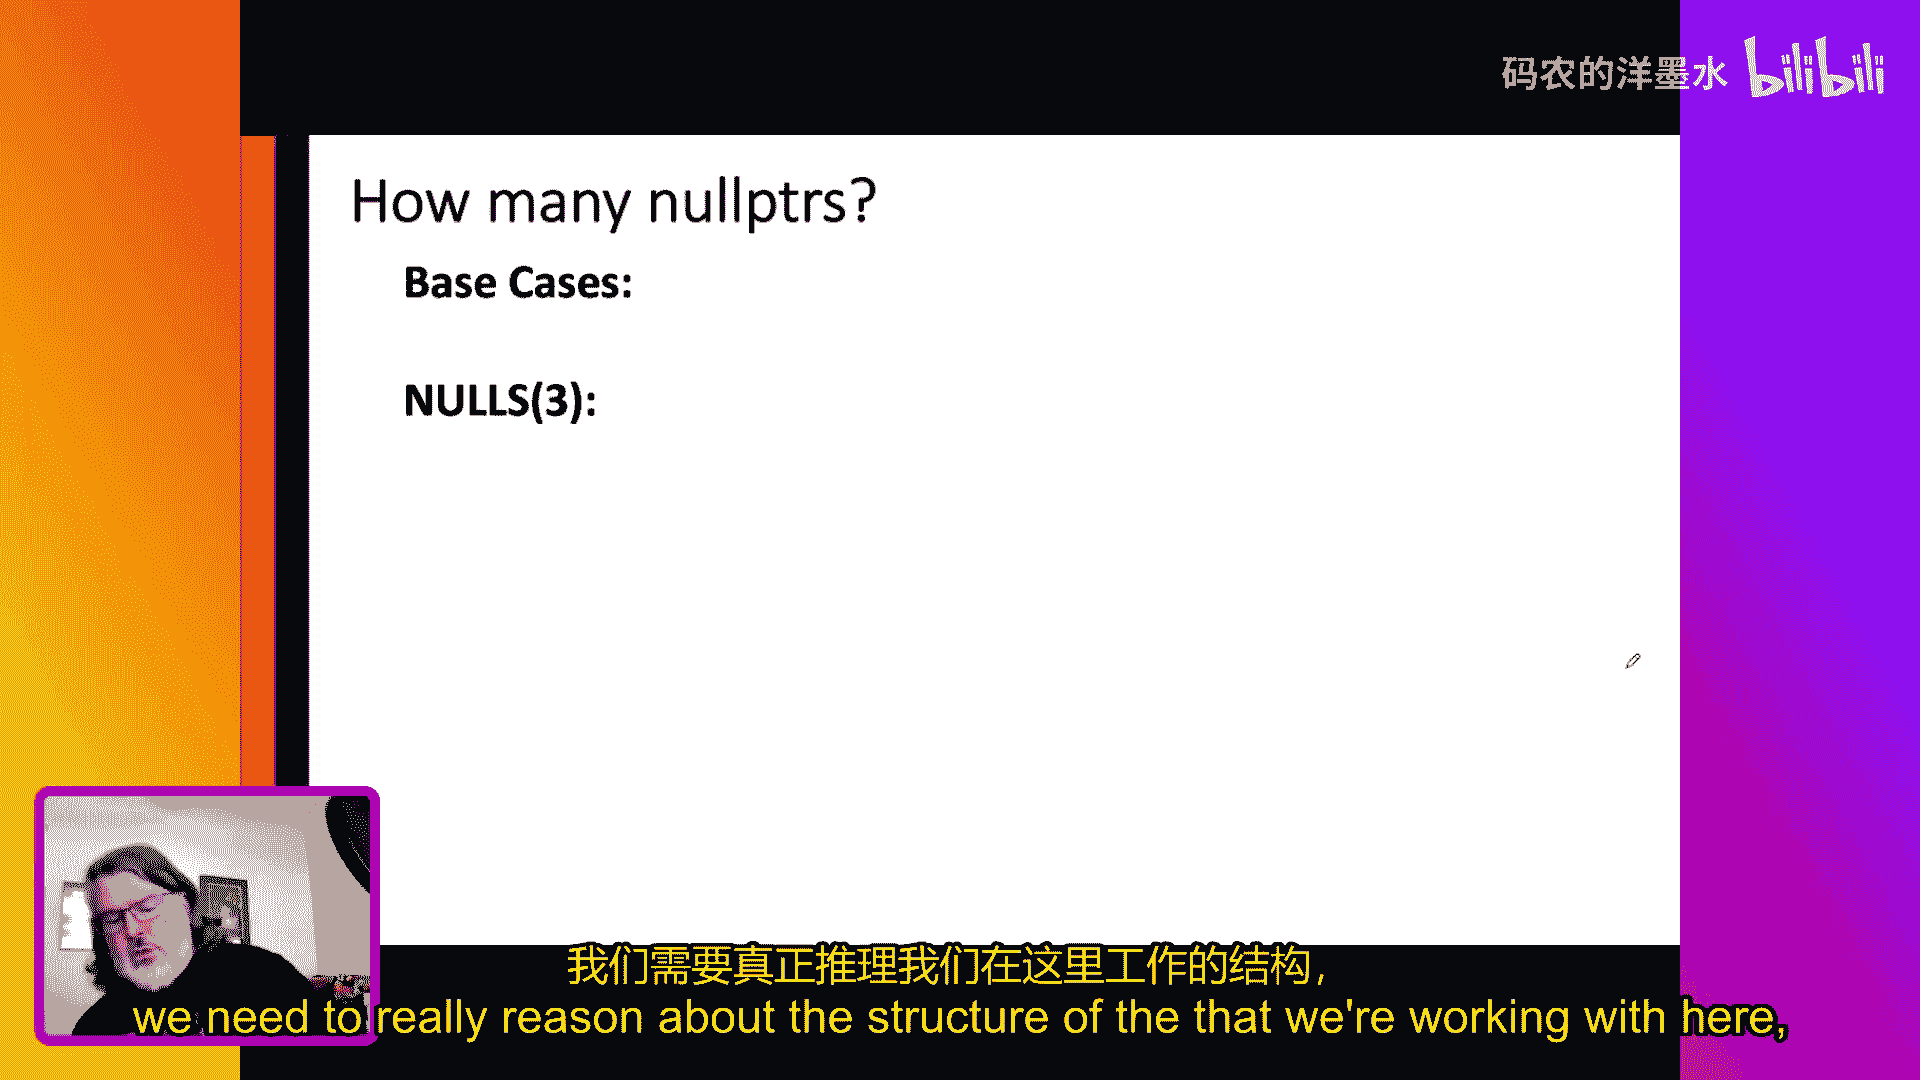 码农的洋墨水 bilibili
How many nullptrs?
Base Cases:
NULLS(3):
我们需要真正推理我们在这里工作的结构，
we need to really reason about the structure of the that we're working with here,